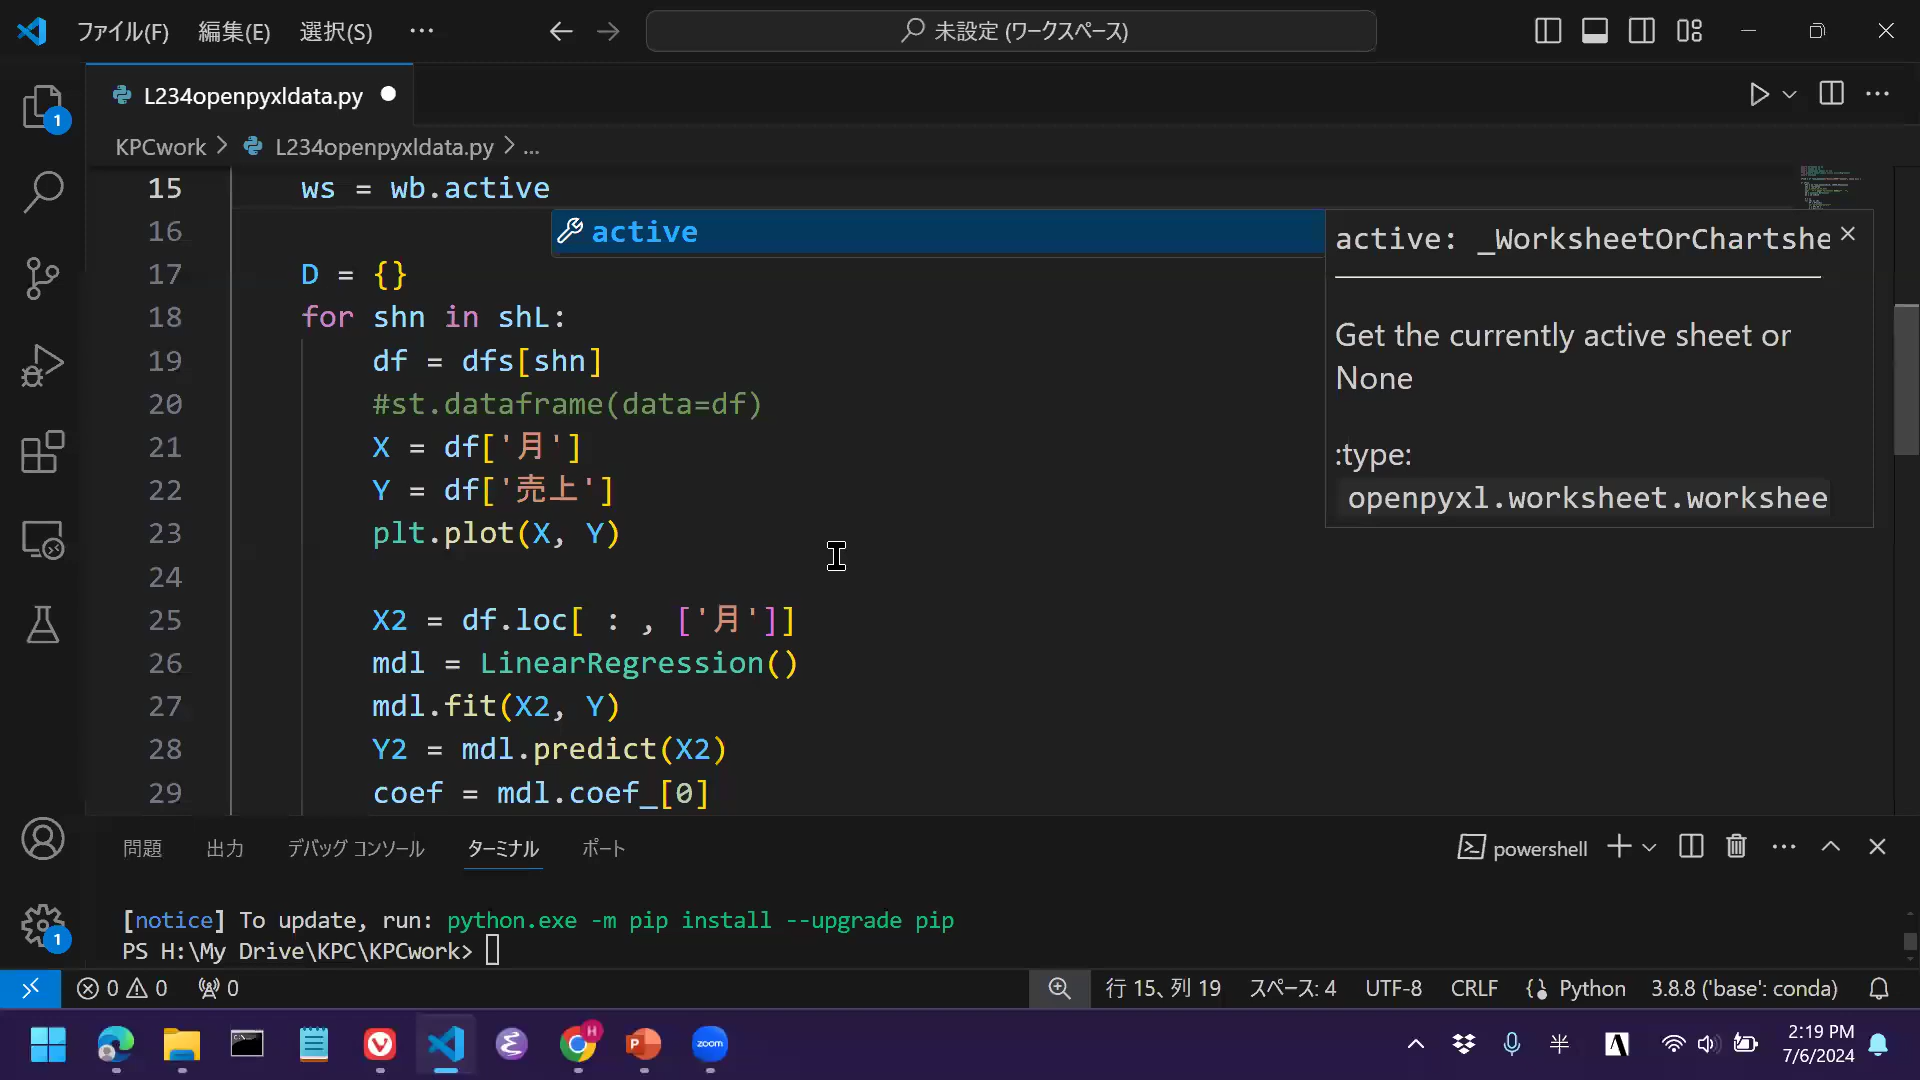 ファイル(F) 編集(E) 選択(S) ... 未設定 (ワークスペース)
L234openpyxldata.py
KPCwork > L234openpyxldata.py > ...
15 ws = wb.active
16
active
active: _WorksheetOrChartshe
Get the currently active sheet or
None
:type:
openpyxl.worksheet.workshee
17 D = {}
18 for shn in shL:
19 df = dfs[shn]
20 #st.dataframe(data=df)
21 X = df['月']
22 Y = df['売上']
23 plt.plot(X, Y)
24
25 X2 = df.loc[ : , ['月']]
26 mdl = LinearRegression()
27 mdl.fit(X2, Y)
28 Y2 = mdl.predict(X2)
29 coef = mdl.coef_[0]
1
1
問題 出力 デバッグ コンソール ターミナル ポート powershell
[notice] To update, run: python.exe -m pip install --upgrade pip
PS H:\My Drive\KPC\KPCwork>
0 0 0 行 15、列 19 スペース: 4 UTF-8 CRLF Python 3.8.8 ('base': conda)
H zoom 半 A 2:19 PM
7/6/2024